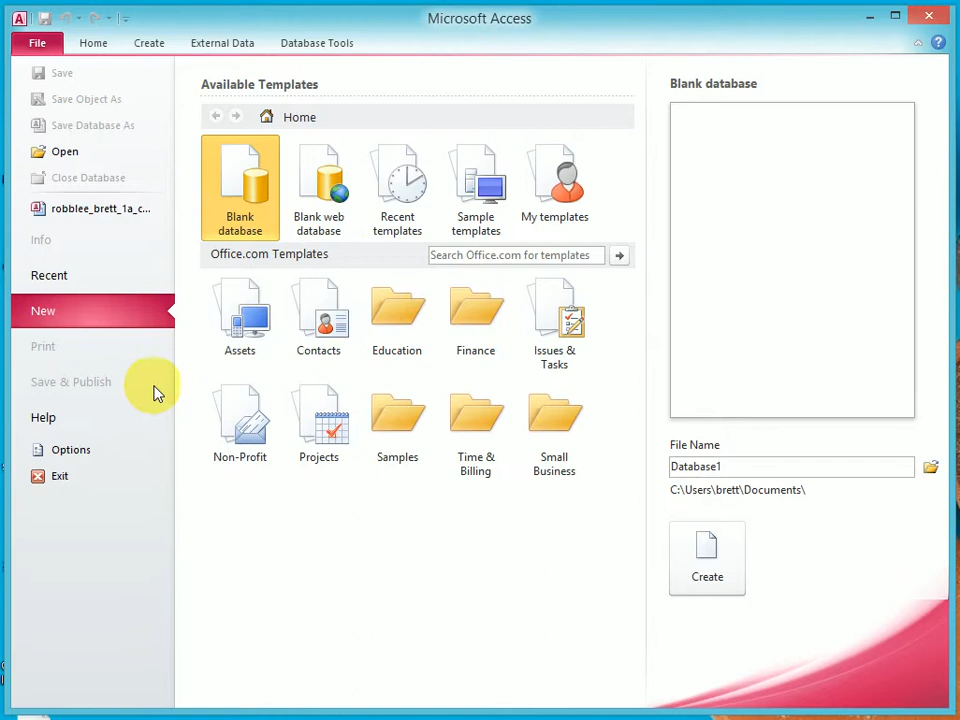 Microsoft Access
File Home Create External Data Database Tools
Save
Save Object As
Save Database As
Open
Close Database
robblee_brett_1a_c...
Info
Recent
New
Print
Save & Publish
Help
Options
Exit
Available Templates
Home
Blank database
Blank web database
Recent templates
Sample templates
My templates
Office.com Templates
Search Office.com for templates
Assets
Contacts
Education
Finance
Issues & Tasks
Non-Profit
Projects
Samples
Time & Billing
Small Business
Blank database
File Name
Database1
C:\Users\brett\Documents\
Create